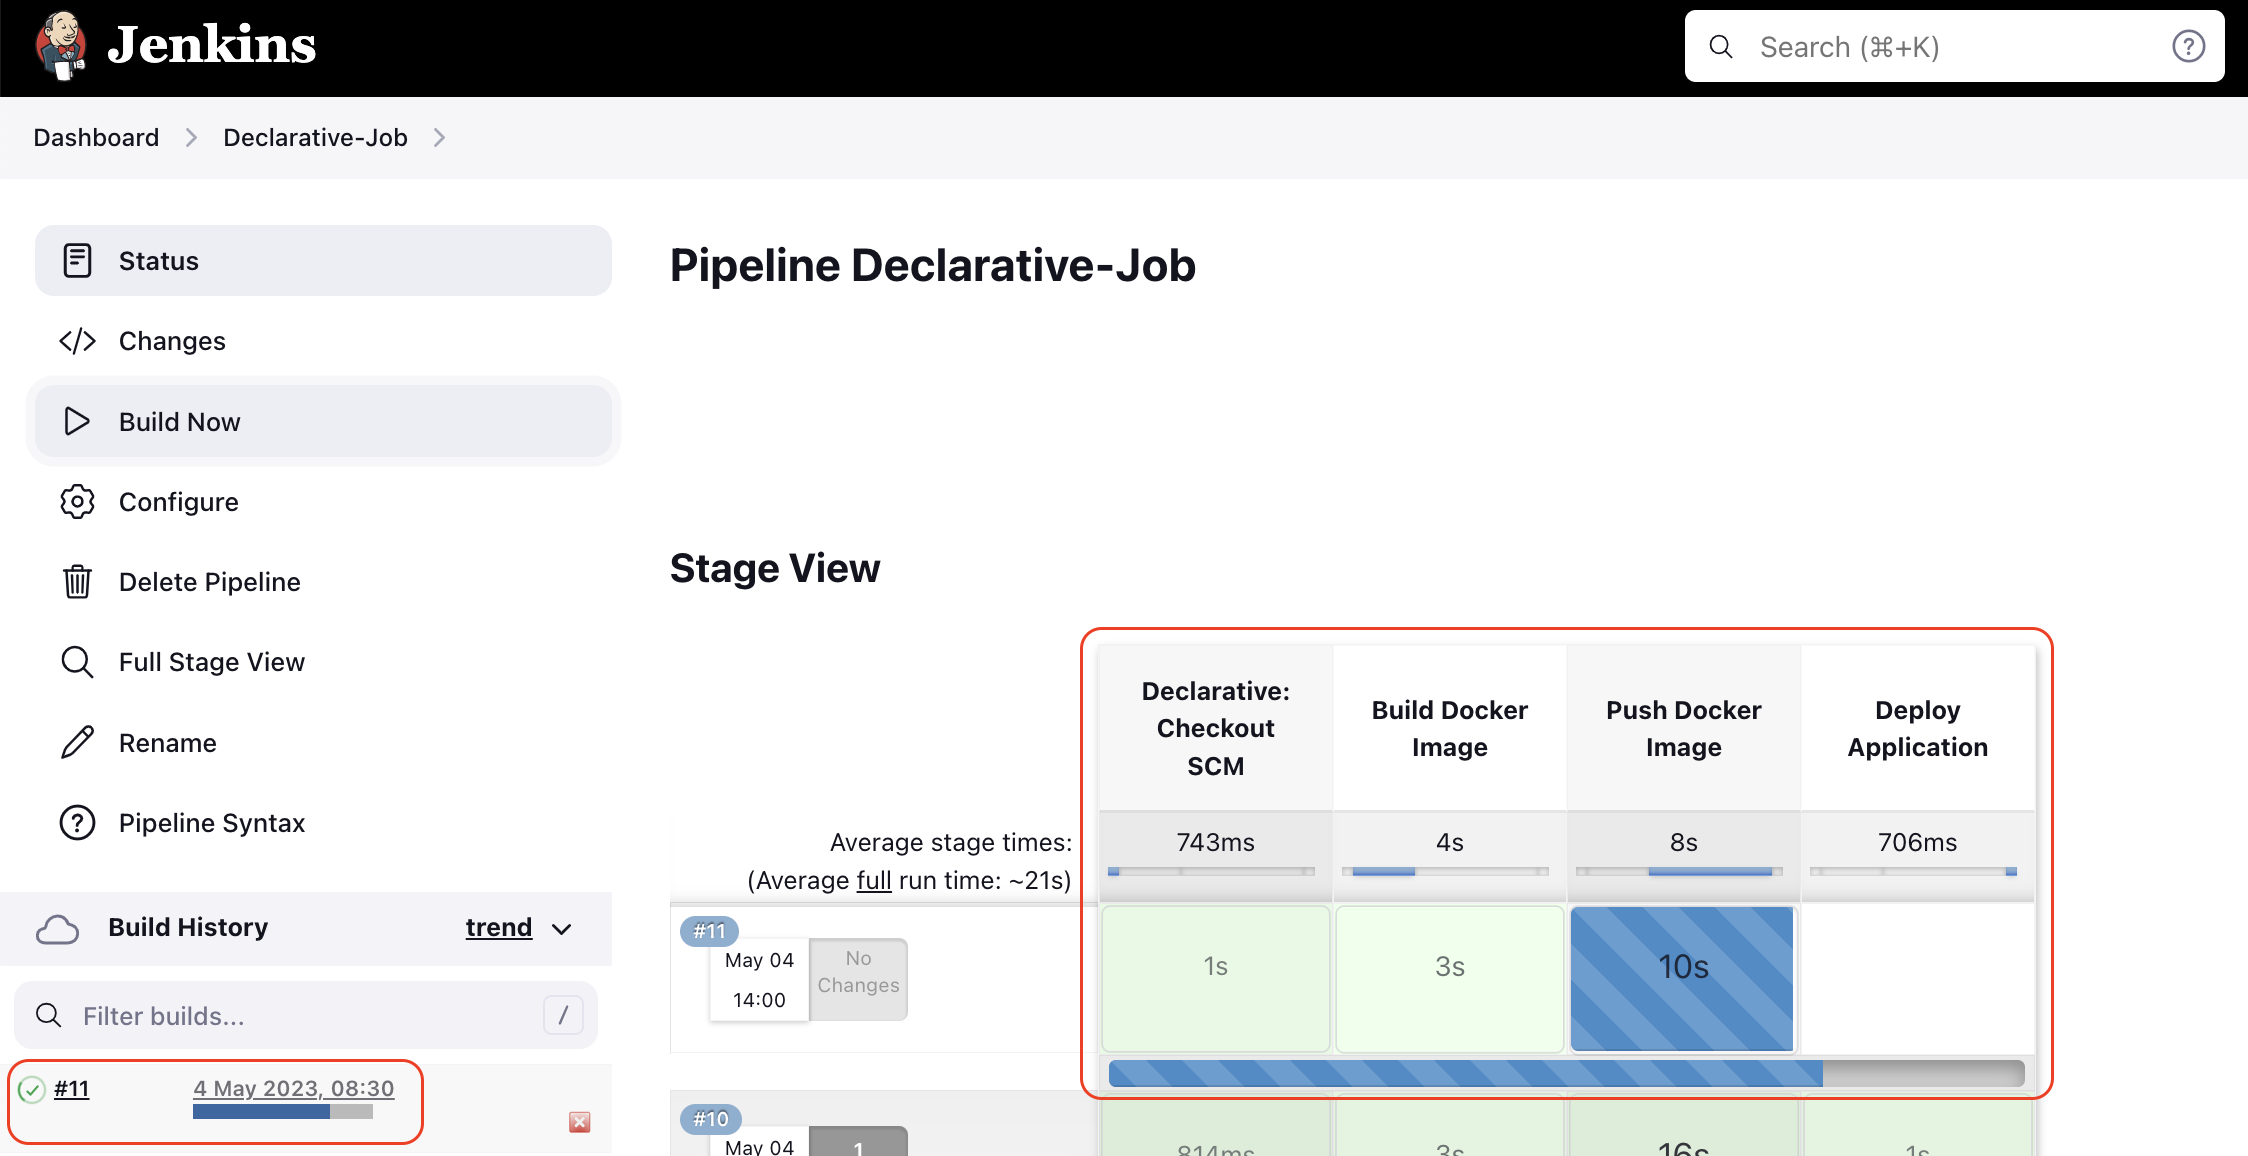 Jenkins
Search (⌘+K)
Dashboard
Declarative-Job
Status
Changes
Build Now
Configure
Delete Pipeline
Full Stage View
Rename
Pipeline Syntax
Build History
trend
Filter builds...
/
#11
4 May 2023, 08:30
Pipeline Declarative-Job
Stage View
Declarative:
Checkout
SCM
Build Docker
Image
Push Docker
Image
Deploy
Application
Average stage times:
(Average full run time: ~21s)
743ms
4s
8s
706ms
#11
May 04
14:00
No
Changes
1s
3s
10s
#10
May 04
1
814ms
3s
16s
1s